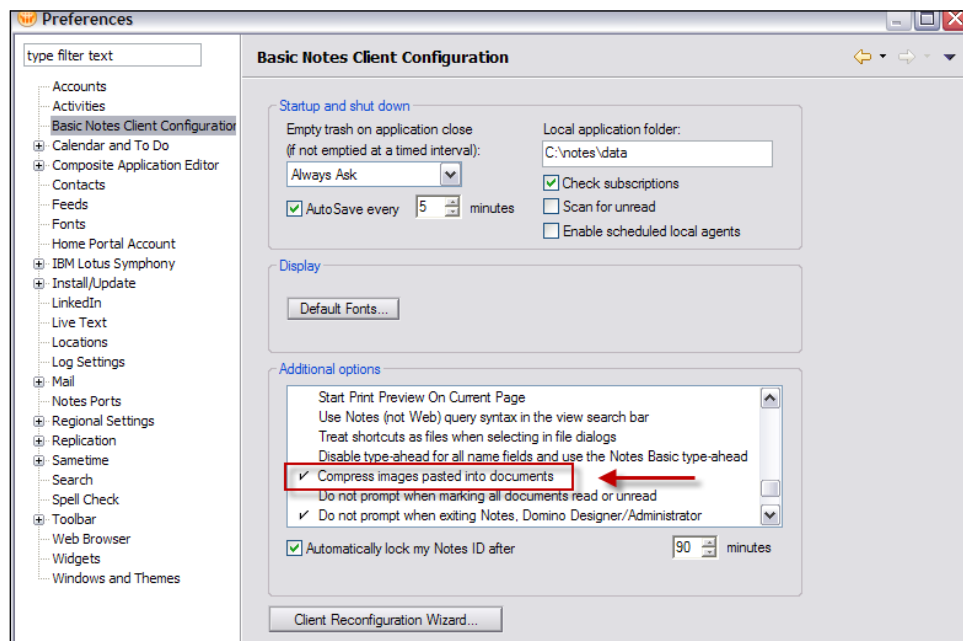 Preferences
type filter text
Accounts
Activities
Basic Notes Client Configuration
Calendar and To Do
Composite Application Editor
Contacts
Feeds
Fonts
Home Portal Account
IBM Lotus Symphony
Install/Update
LinkedIn
Live Text
Locations
Log Settings
Mail
Notes Ports
Regional Settings
Replication
Sametime
Search
Spell Check
Toolbar
Web Browser
Widgets
Windows and Themes
Basic Notes Client Configuration
Startup and shut down
Empty trash on application close
(if not emptied at a timed interval):
Always Ask
AutoSave every 5 minutes
Local application folder:
C:\notes\data
Check subscriptions
Scan for unread
Enable scheduled local agents
Display
Default Fonts...
Additional options
Start Print Preview On Current Page
Use Notes (not Web) query syntax in the view search bar
Treat shortcuts as files when selecting in file dialogs
Disable type-ahead for all name fields and use the Notes Basic type-ahead
Compress images pasted into documents
Do not prompt when marking all documents read or unread
Do not prompt when exiting Notes, Domino Designer/Administrator
Automatically lock my Notes ID after 90 minutes
Client Reconfiguration Wizard...